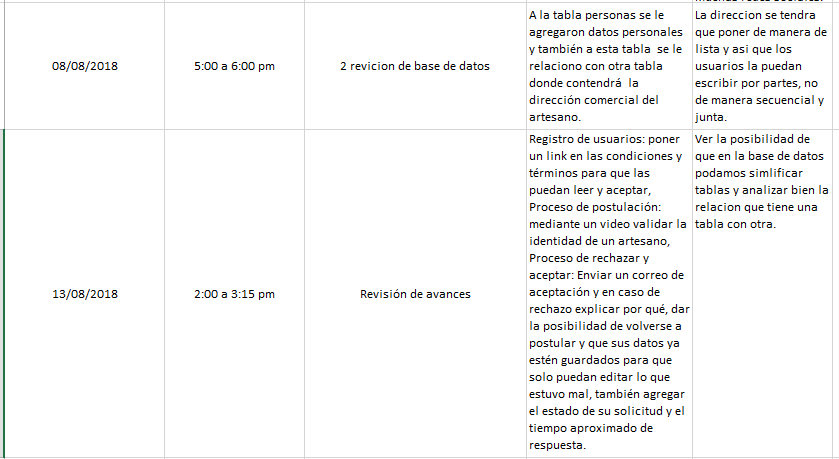 08/08/2018
5:00 a 6:00 pm
2 revicion de base de datos
A la tabla personas se le
agregaron datos personales
y también a esta tabla se le
relaciono con otra tabla
donde contendrá la
dirección comercial del
artesano.
La direccion se tendra
que poner de manera de
lista y asi que los
usuarios la puedan
escribir por partes, no
de manera secuencial y
junta.
13/08/2018
2:00 a 3:15 pm
Revisión de avances
Registro de usuarios: poner
un link en las condiciones y
términos para que las
puedan leer y aceptar,
Proceso de postulación:
mediante un video validar la
identidad de un artesano,
Proceso de rechazar y
aceptar: Enviar un correo de
aceptación y en caso de
rechazo explicar por qué, dar
la posibilidad de volverse a
postular y que sus datos ya
estén guardados para que
solo puedan editar lo que
estuvo mal, también agregar
el estado de su solicitud y el
tiempo aproximado de
respuesta.
Ver la posibilidad de
que en la base de datos
podamos simlificar
tablas y analizar bien la
relacion que tiene una
tabla con otra.